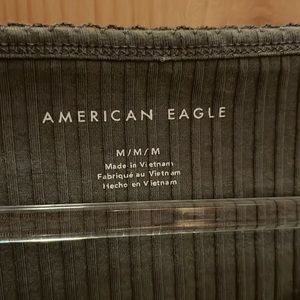 AMERICAN EAGLE
M/M/M
Made in Vietnam
Fabriqué au Vietnam
Hecho en Vietnam